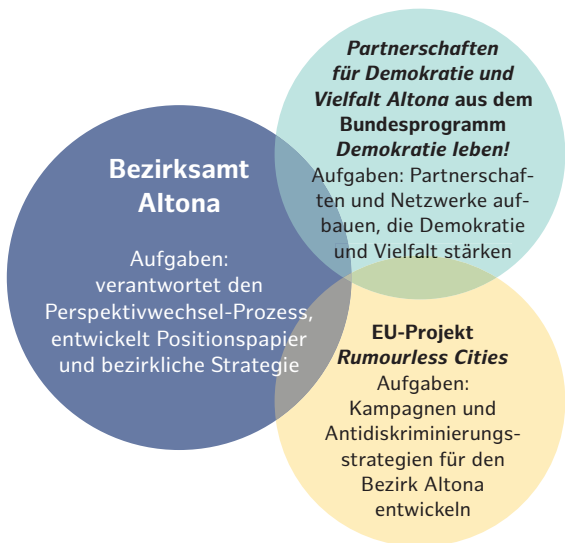 Bezirksamt
Altona
Aufgaben:
verantwortet den
Perspektivwechsel-Prozess,
entwickelt Positionspapier
und bezirkliche Strategie
Partnerschaften
für Demokratie und
Vielfalt Altona aus dem
Bundesprogramm
Demokratie leben!
Aufgaben: Partnerschaf-
ten und Netzwerke auf-
bauen, die Demokratie
und Vielfalt stärken
EU-Projekt
Rumourless Cities
Aufgaben:
Kampagnen und
Antidiskriminierungs-
strategien für den
Bezirk Altona
entwickeln